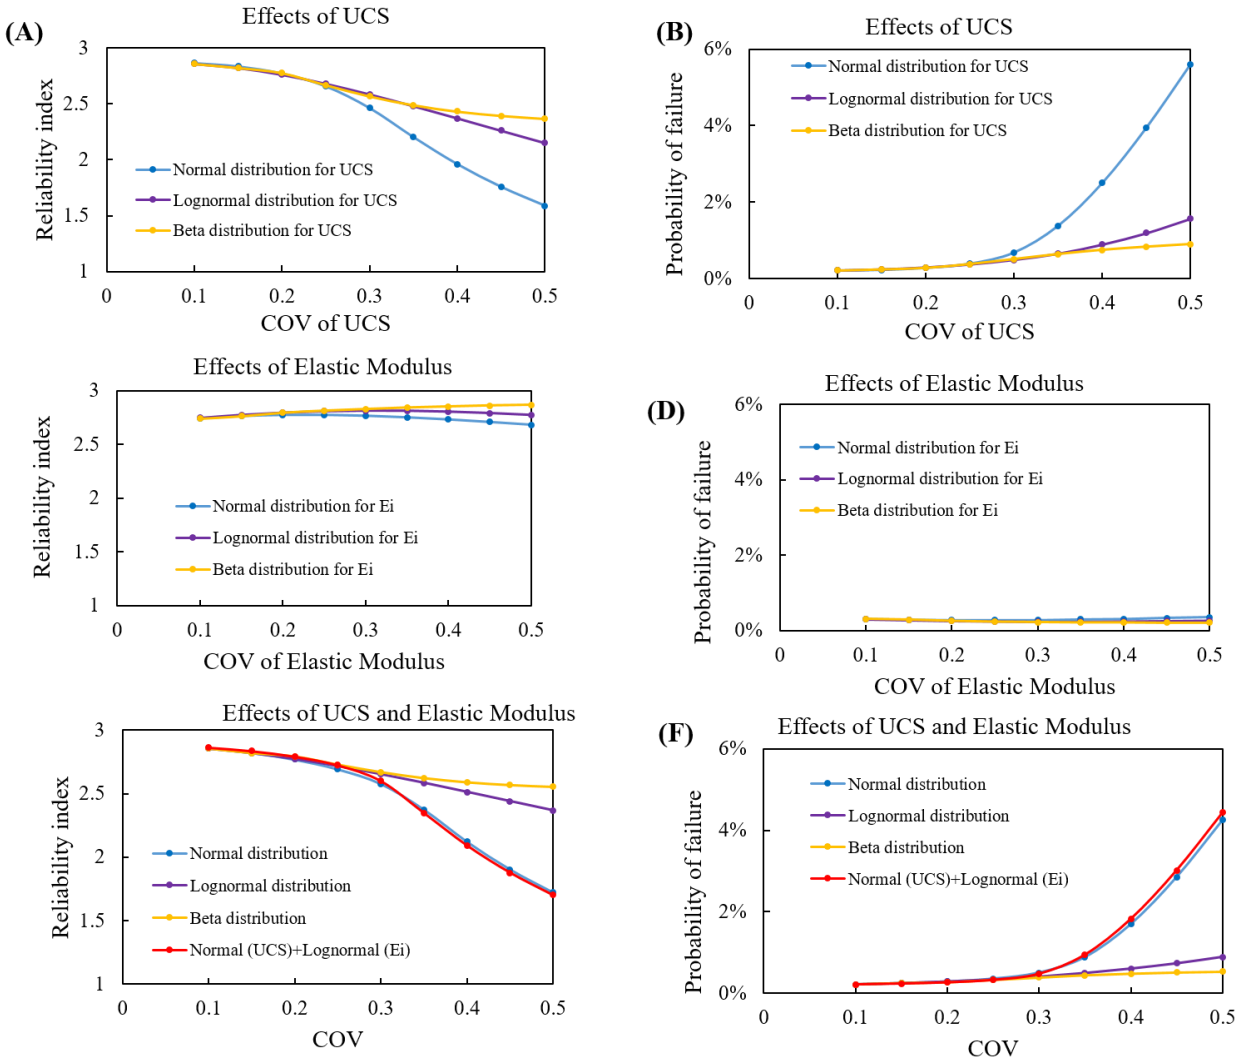 (A)
Effects of UCS
3
2.5
2
1.5
1
Reliability index
Normal distribution for UCS
Lognormal distribution for UCS
Beta distribution for UCS
0 0.1 0.2 0.3 0.4 0.5
COV of UCS
(B)
Effects of UCS
6%
4%
2%
0%
Probability of failure
Normal distribution for UCS
Lognormal distribution for UCS
Beta distribution for UCS
0 0.1 0.2 0.3 0.4 0.5
COV of UCS
Effects of Elastic Modulus
3
2.5
2
1.5
1
Reliability index
Normal distribution for Ei
Lognormal distribution for Ei
Beta distribution for Ei
0 0.1 0.2 0.3 0.4 0.5
COV of Elastic Modulus
(D)
Effects of Elastic Modulus
6%
4%
2%
0%
Probability of failure
Normal distribution for Ei
Lognormal distribution for Ei
Beta distribution for Ei
0 0.1 0.2 0.3 0.4 0.5
COV of Elastic Modulus
Effects of UCS and Elastic Modulus
3
2.5
2
1.5
1
Reliability index
Normal distribution
Lognormal distribution
Beta distribution
Normal (UCS)+Lognormal (Ei)
0 0.1 0.2 0.3 0.4 0.5
COV
(F)
Effects of UCS and Elastic Modulus
6%
4%
2%
0%
Probability of failure
Normal distribution
Lognormal distribution
Beta distribution
Normal (UCS)+Lognormal (Ei)
0 0.1 0.2 0.3 0.4 0.5
COV